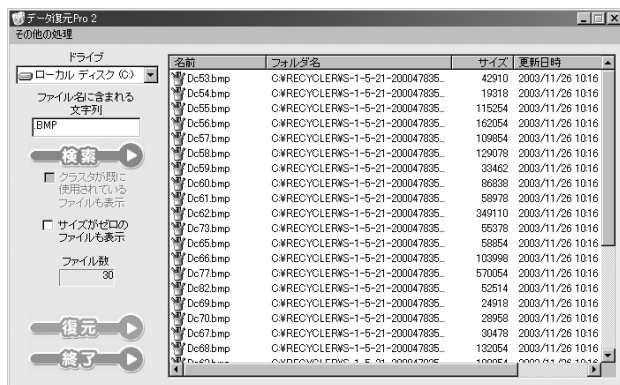 データ復元Pro 2
その他の処理
ドライブ
ローカル ディスク (C:)
ファイル名に含まれる
文字列
BMP
検索
クラスタが既に
使用されている
ファイルも表示
サイズがゼロの
ファイルも表示
ファイル数
30
復元
終了
名前 フォルダ名 サイズ 更新日時
Dc53.bmp C:¥RECYCLER¥S-1-5-21-200047835... 42910 2003/11/26 10:16
Dc54.bmp C:¥RECYCLER¥S-1-5-21-200047835... 19318 2003/11/26 10:16
Dc55.bmp C:¥RECYCLER¥S-1-5-21-200047835... 115254 2003/11/26 10:16
Dc56.bmp C:¥RECYCLER¥S-1-5-21-200047835... 162054 2003/11/26 10:16
Dc57.bmp C:¥RECYCLER¥S-1-5-21-200047835... 109854 2003/11/26 10:16
Dc58.bmp C:¥RECYCLER¥S-1-5-21-200047835... 129078 2003/11/26 10:16
Dc59.bmp C:¥RECYCLER¥S-1-5-21-200047835... 33462 2003/11/26 10:16
Dc60.bmp C:¥RECYCLER¥S-1-5-21-200047835... 86838 2003/11/26 10:16
Dc61.bmp C:¥RECYCLER¥S-1-5-21-200047835... 58978 2003/11/26 10:16
Dc62.bmp C:¥RECYCLER¥S-1-5-21-200047835... 349110 2003/11/26 10:16
Dc73.bmp C:¥RECYCLER¥S-1-5-21-200047835... 55378 2003/11/26 10:16
Dc65.bmp C:¥RECYCLER¥S-1-5-21-200047835... 58854 2003/11/26 10:16
Dc66.bmp C:¥RECYCLER¥S-1-5-21-200047835... 103998 2003/11/26 10:16
Dc77.bmp C:¥RECYCLER¥S-1-5-21-200047835... 570054 2003/11/26 10:16
Dc82.bmp C:¥RECYCLER¥S-1-5-21-200047835... 52514 2003/11/26 10:16
Dc69.bmp C:¥RECYCLER¥S-1-5-21-200047835... 24918 2003/11/26 10:16
Dc70.bmp C:¥RECYCLER¥S-1-5-21-200047835... 28958 2003/11/26 10:16
Dc67.bmp C:¥RECYCLER¥S-1-5-21-200047835... 30478 2003/11/26 10:16
Dc68.bmp C:¥RECYCLER¥S-1-5-21-200047835... 132054 2003/11/26 10:16